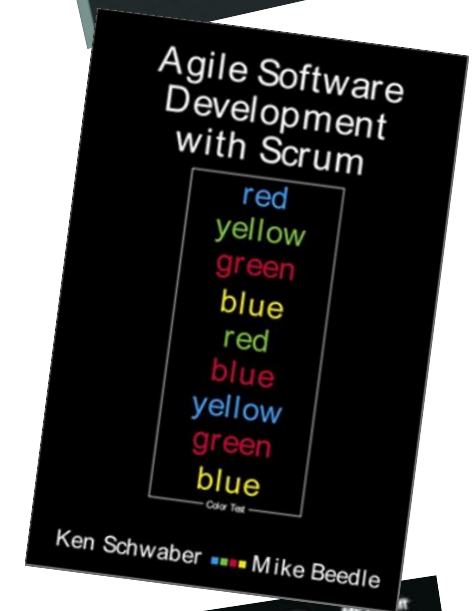 Agile Software
Development
with Scrum
red
yellow
green
blue
red
blue
yellow
green
blue
Color Test
Ken Schwaber Mike Beedle